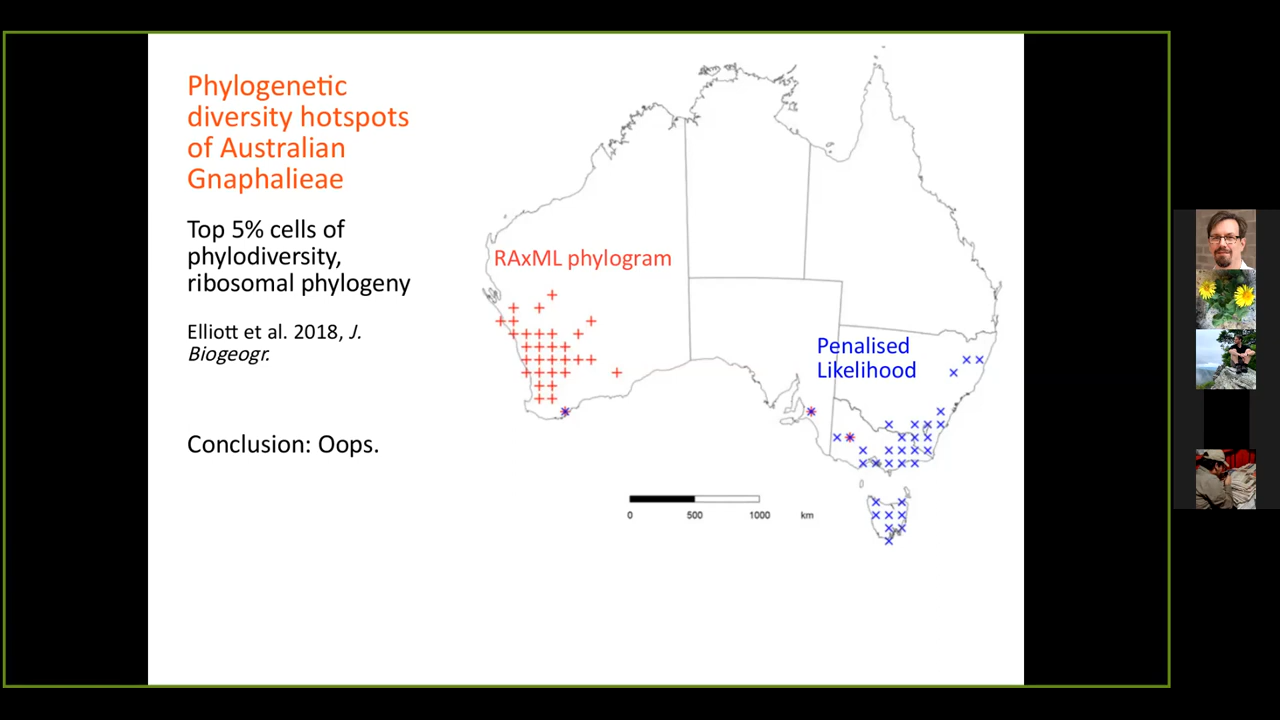 Phylogenetic
diversity hotspots
of Australian
Gnaphalieae
Top 5% cells of
phylodiversity,
ribosomal phylogeny
Elliott et al. 2018, J.
Biogeogr.
Conclusion: Oops.
RAxML phylogram
Penalised
Likelihood
0 500 1000 km